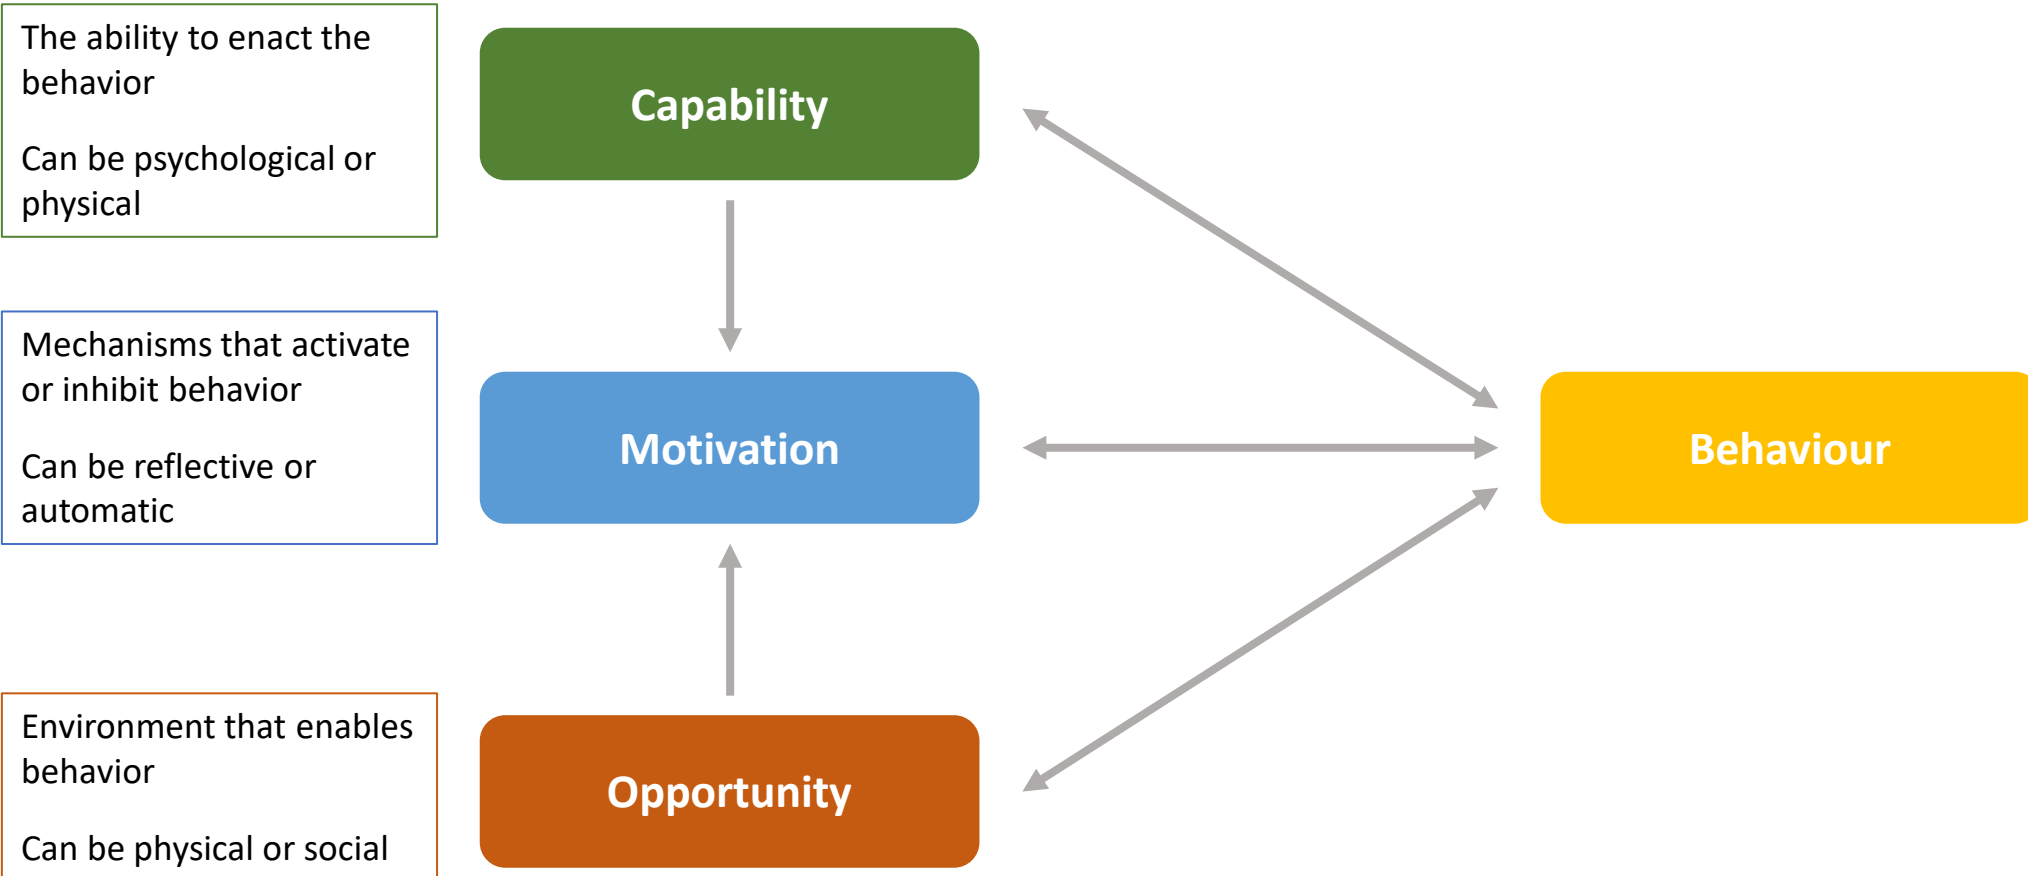 The ability to enact the
behavior
Can be psychological or
physical
Capability
Mechanisms that activate
or inhibit behavior
Can be reflective or
automatic
Motivation
Behaviour
Environment that enables
behavior
Can be physical or social
Opportunity